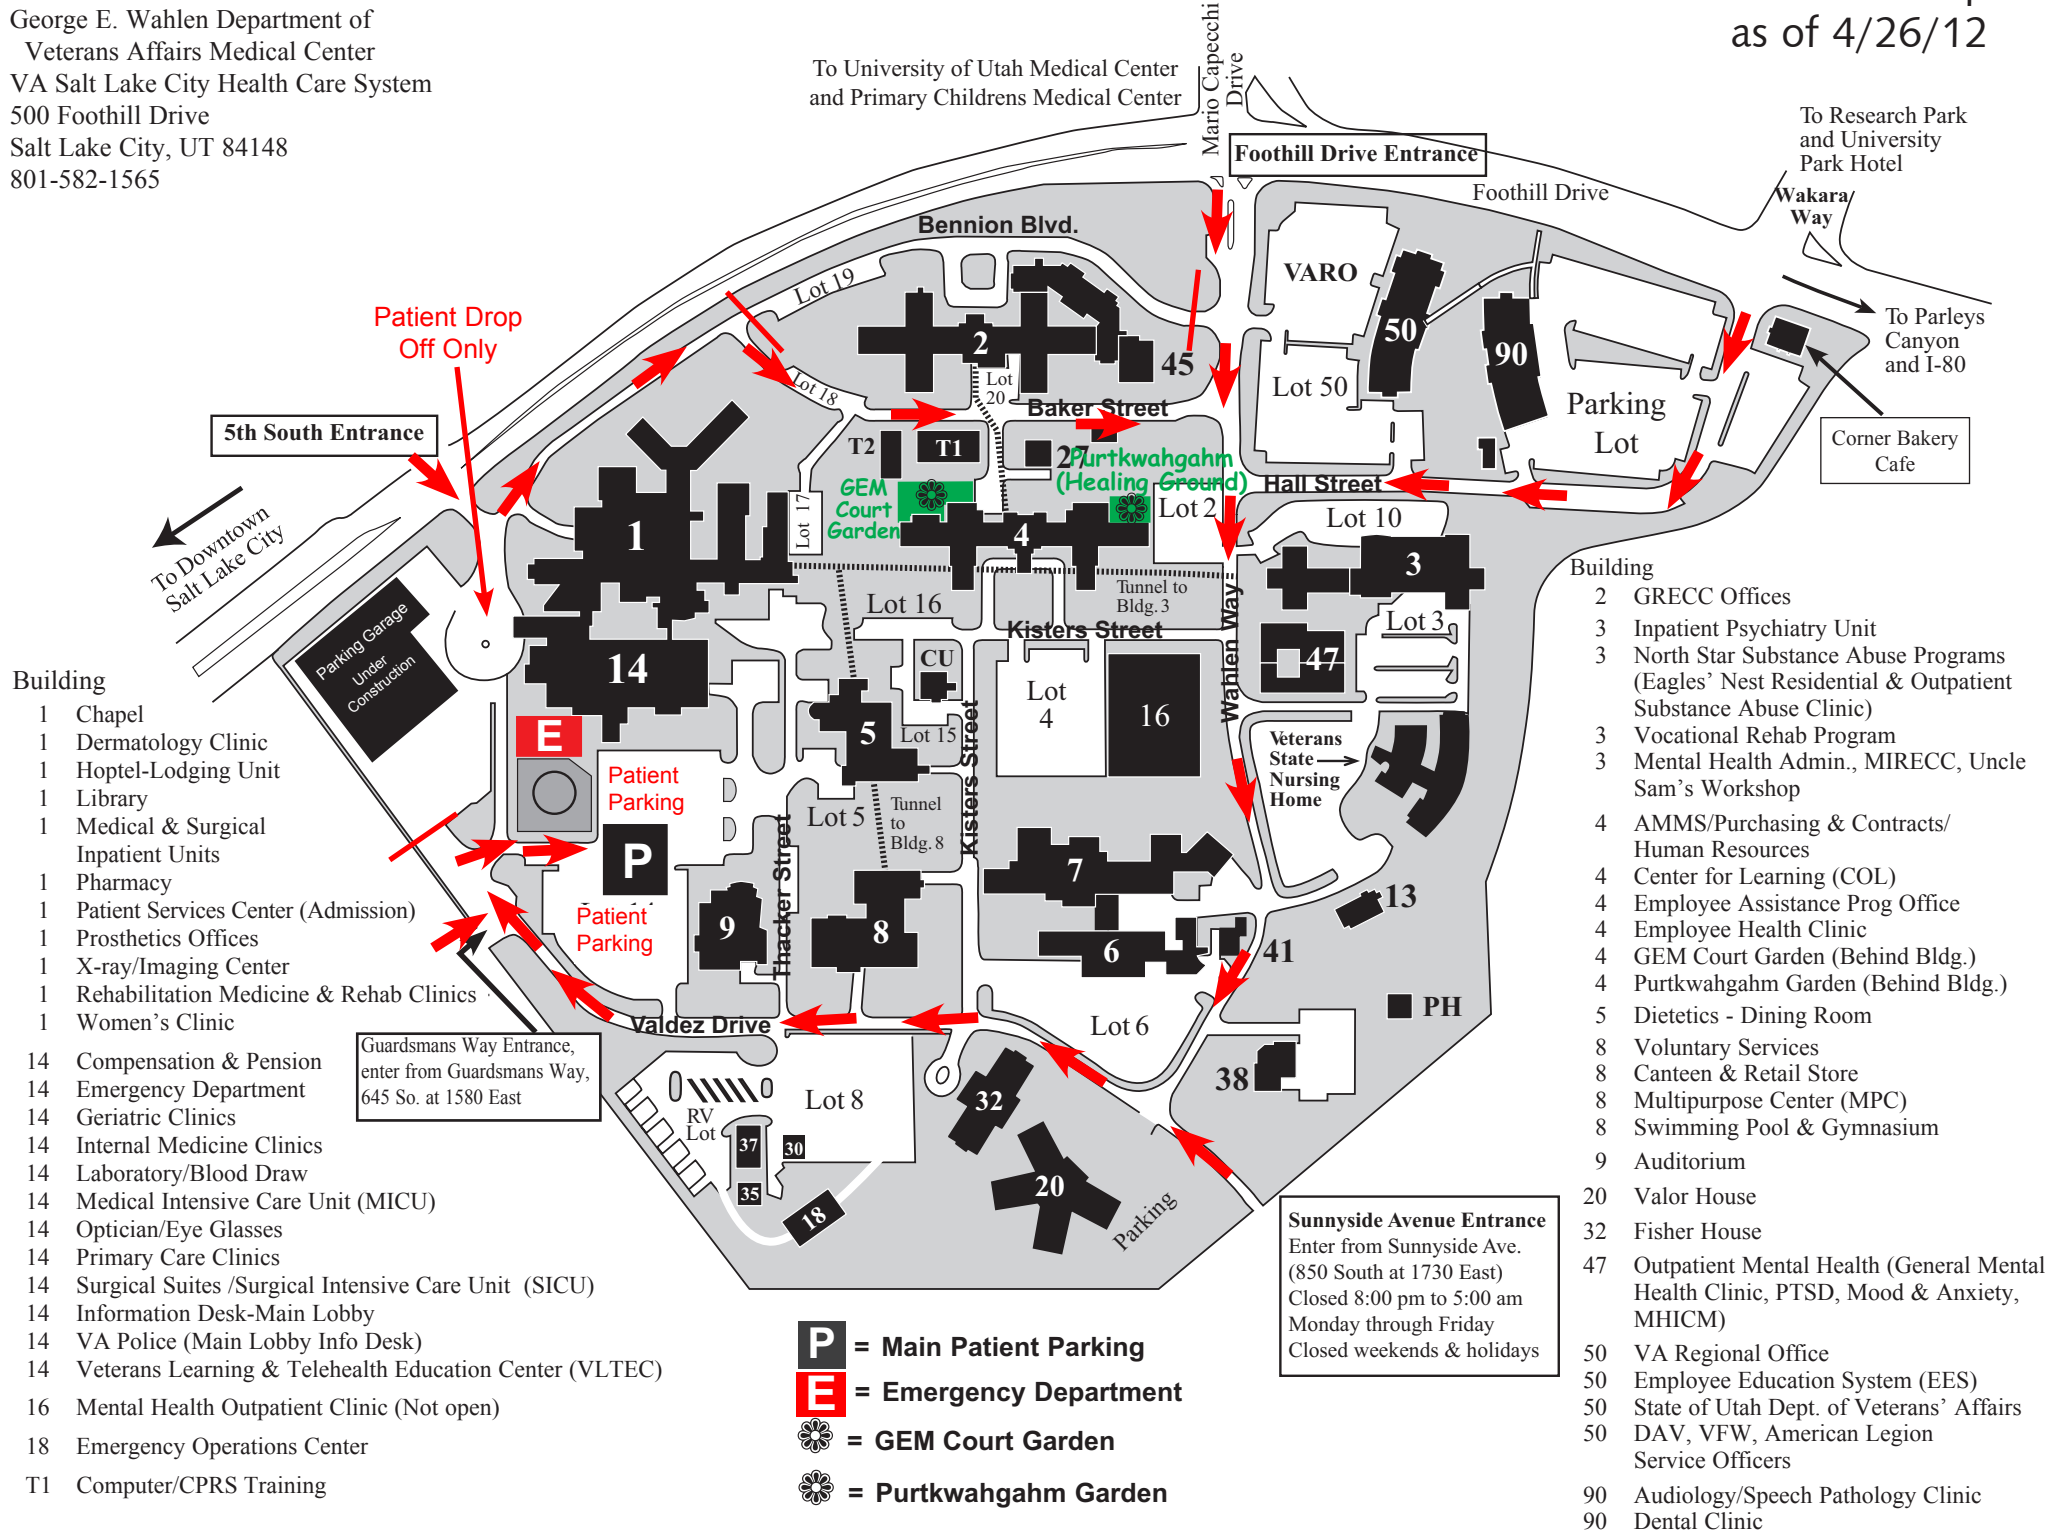 George E. Wahlen Department of
Veterans Affairs Medical Center
VA Salt Lake City Health Care System
500 Foothill Drive
Salt Lake City, UT 84148
801-582-1565
as of 4/26/12
To University of Utah Medical Center
and Primary Childrens Medical Center
Mario Capecchi
Drive
Foothill Drive Entrance
Foothill Drive
To Research Park
and University
Park Hotel
Wakara
Way
To Parleys
Canyon
and I-80
Corner Bakery
Cafe
Bennion Blvd.
Lot 19
VARO
50
90
2
45
Lot
20
Lot 18
Lot 50
Parking
Lot
Patient Drop
Off Only
5th South Entrance
To Downtown
Salt Lake City
Baker Street
T2
T1
27
Purtkwahgahm
(Healing Ground)
GEM
Court
Garden
Lot 17
Lot 2
Hall Street
Lot 10
1
4
3
Tunnel to
Bldg. 3
Lot 16
Kisters Street
Wahlen Way
Lot 3
47
Parking Garage
Under
construction
14
CU
Lot
4
16
5
Lot 15
Kisters Street
E
Patient
Parking
P
Patient
Parking
Veterans
State
Nursing
Home
Lot 5
Tunnel
to
Bldg. 8
Thacker Street
7
13
9
8
6
41
PH
Valdez Drive
Lot 6
38
Guardsmans Way Entrance,
enter from Guardsmans Way,
645 So. at 1580 East
RV
Lot
Lot 8
32
37
30
35
18
20
Parking
Sunnyside Avenue Entrance
Enter from Sunnyside Ave.
(850 South at 1730 East)
Closed 8:00 pm to 5:00 am
Monday through Friday
Closed weekends & holidays
Building
1 Chapel
1 Dermatology Clinic
1 Hoptel-Lodging Unit
1 Library
1 Medical & Surgical
Inpatient Units
1 Pharmacy
1 Patient Services Center (Admission)
1 Prosthetics Offices
1 X-ray/Imaging Center
1 Rehabilitation Medicine & Rehab Clinics
1 Women's Clinic
14 Compensation & Pension
14 Emergency Department
14 Geriatric Clinics
14 Internal Medicine Clinics
14 Laboratory/Blood Draw
14 Medical Intensive Care Unit (MICU)
14 Optician/Eye Glasses
14 Primary Care Clinics
14 Surgical Suites /Surgical Intensive Care Unit (SICU)
14 Information Desk-Main Lobby
14 VA Police (Main Lobby Info Desk)
14 Veterans Learning & Telehealth Education Center (VLTEC)
16 Mental Health Outpatient Clinic (Not open)
18 Emergency Operations Center
T1 Computer/CPRS Training
P = Main Patient Parking
E = Emergency Department
= GEM Court Garden
= Purtkwahgahm Garden
Building
2 GRECC Offices
3 Inpatient Psychiatry Unit
3 North Star Substance Abuse Programs
(Eagles' Nest Residential & Outpatient
Substance Abuse Clinic)
3 Vocational Rehab Program
3 Mental Health Admin., MIRECC, Uncle
Sam's Workshop
4 AMMS/Purchasing & Contracts/
Human Resources
4 Center for Learning (COL)
4 Employee Assistance Prog Office
4 Employee Health Clinic
4 GEM Court Garden (Behind Bldg.)
4 Purtkwahgahm Garden (Behind Bldg.)
5 Dietetics - Dining Room
8 Voluntary Services
8 Canteen & Retail Store
8 Multipurpose Center (MPC)
8 Swimming Pool & Gymnasium
9 Auditorium
20 Valor House
32 Fisher House
47 Outpatient Mental Health (General Mental
Health Clinic, PTSD, Mood & Anxiety,
MHICM)
50 VA Regional Office
50 Employee Education System (EES)
50 State of Utah Dept. of Veterans' Affairs
50 DAV, VFW, American Legion
Service Officers
90 Audiology/Speech Pathology Clinic
90 Dental Clinic